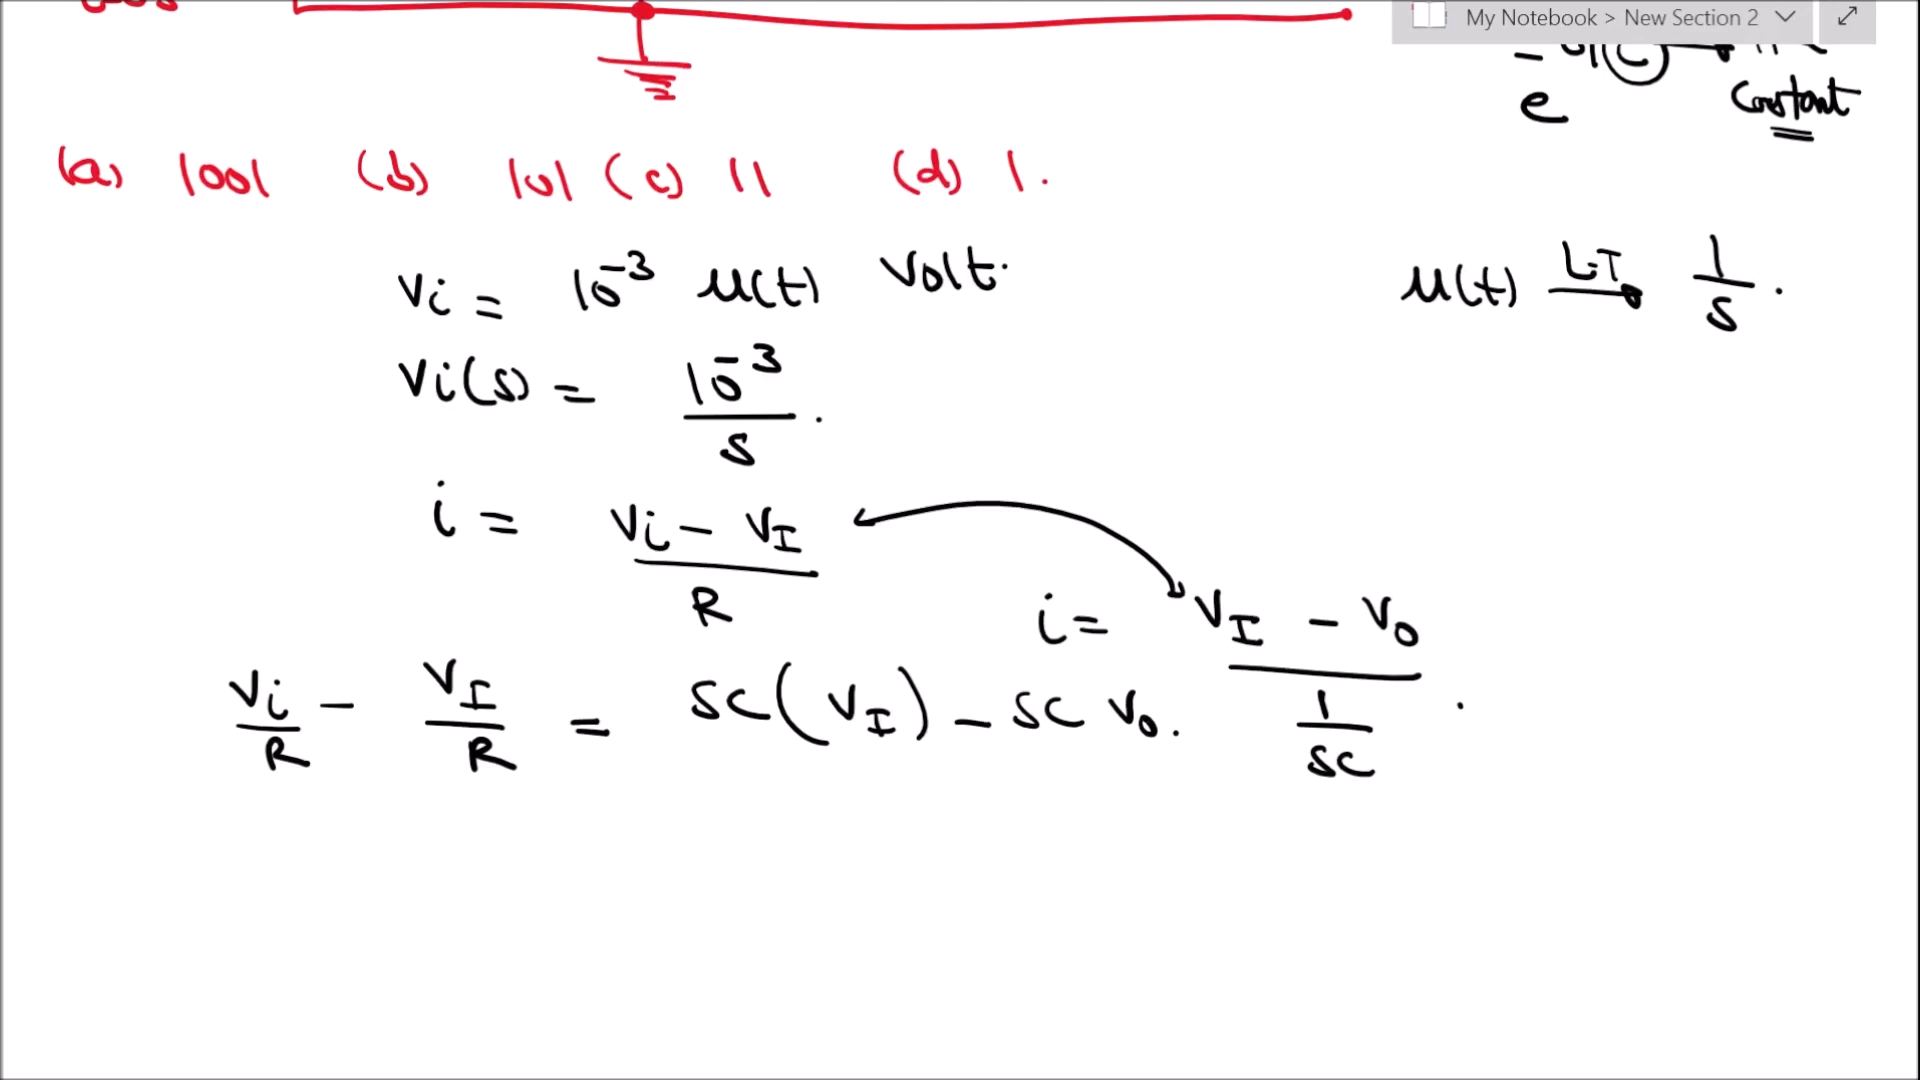 My Notebook > New Section 2
e
Constant
(a) 1001 (b) 101 (c) 11 (d) 1.
Vi = 10^-3 u(t) Volt.
u(t) L.T → 1/s .
Vi(s) = 10^-3/s .
i = (Vi - VI)/R
i = (VI - Vo)/(1/sC) .
Vi/R - VI/R = sC(VI) - sC Vo.